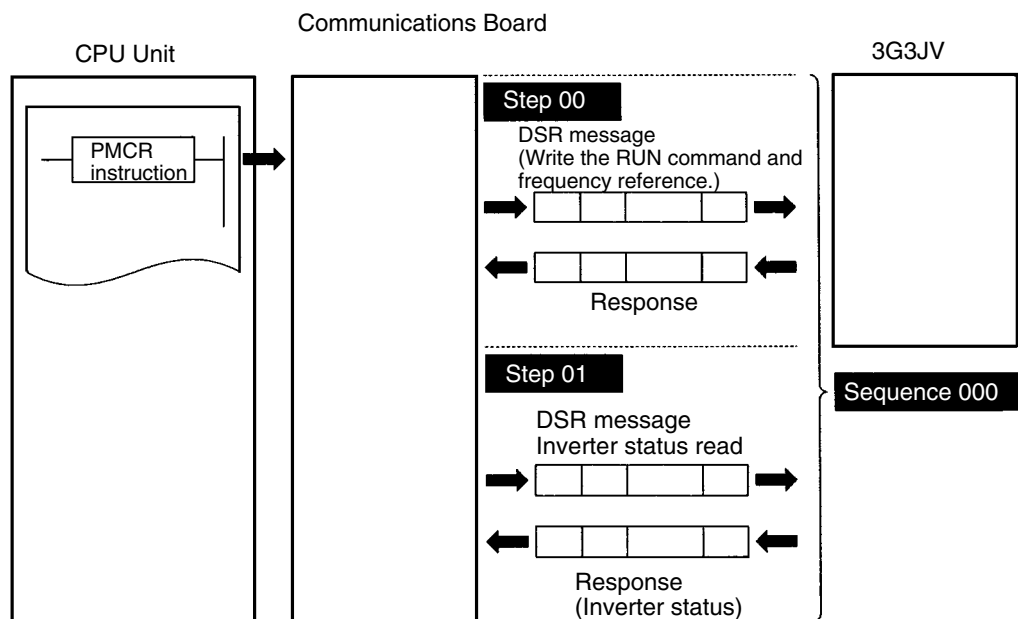 Communications Board
CPU Unit
3G3JV
PMCR
instruction
Step 00
DSR message
(Write the RUN command and
frequency reference.)
Response
Step 01
Sequence 000
DSR message
Inverter status read
Response
(Inverter status)